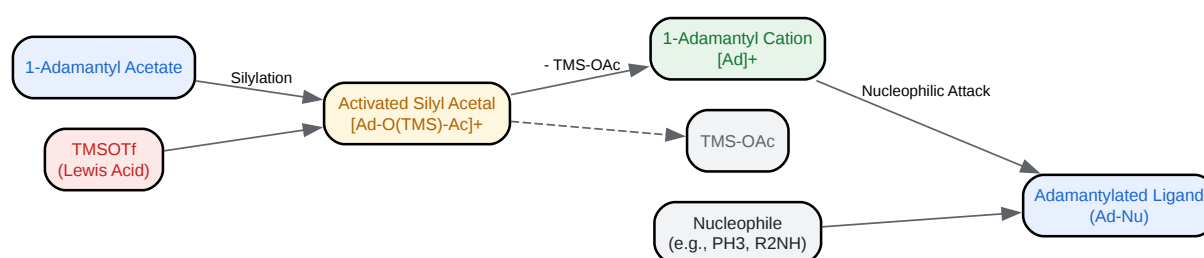 1-Adamantyl Acetate
Silylation
TMSOTf
(Lewis Acid)
Activated Silyl Acetal
[Ad-O(TMS)-Ac]+
- TMS-OAc
1-Adamantyl Cation
[Ad]+
TMS-OAc
Nucleophilic Attack
Nucleophile
(e.g., PH3, R2NH)
Adamantylated Ligand
(Ad-Nu)